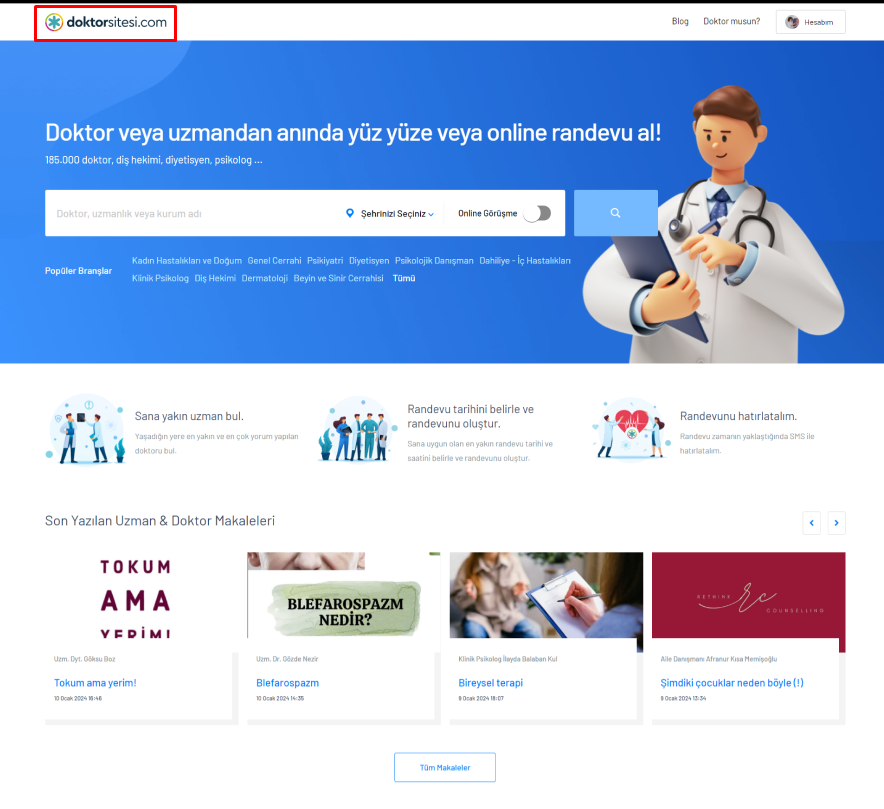 doktorsitesi.com
Blog Doktor musun? Hesabım
Doktor veya uzmandan anında yüz yüze veya online randevu al!
185.000 doktor, diş hekimi, diyetisyen, psikolog ...
Doktor, uzmanlık veya kurum adı
Şehrinizi Seçiniz
Online Görüşme
Popüler Branşlar
Kadın Hastalıkları ve Doğum Genel Cerrahi Psikiyatri Diyetisyen Psikolojik Danışman Dahiliye - İç Hastalıkları
Klinik Psikolog Diş Hekimi Dermatoloji Beyin ve Sinir Cerrahisi Tümü
Sana yakın uzman bul.
Yaşadığın yere en yakın ve en çok yorum yapılan
doktoru bul.
Randevu tarihini belirle ve
randevunu oluştur.
Sana uygun olan en yakın randevu tarihi ve
saatini belirle ve randevunu oluştur.
Randevunu hatırlatalım.
Randevu zamanın yaklaştığında SMS ile
hatırlatalım.
Son Yazılan Uzman & Doktor Makaleleri
TOKUM
AMA
YERİM!
Uzm. Dyt. Göksu Boz
Tokum ama yerim!
10 Ocak 2024 16:46
BLEFAROSPAZM
NEDİR?
Uzm. Dr. Gözde Nezir
Blefarospazm
10 Ocak 2024 14:35
Klinik Psikolog İlayda Balaban Kul
Bireysel terapi
9 Ocak 2024 18:07
RETHINK rc COUNSELLING
Aile Danışmanı Afranur Kısa Memişoğlu
Şimdiki çocuklar neden böyle (!)
9 Ocak 2024 13:34
Tüm Makaleler